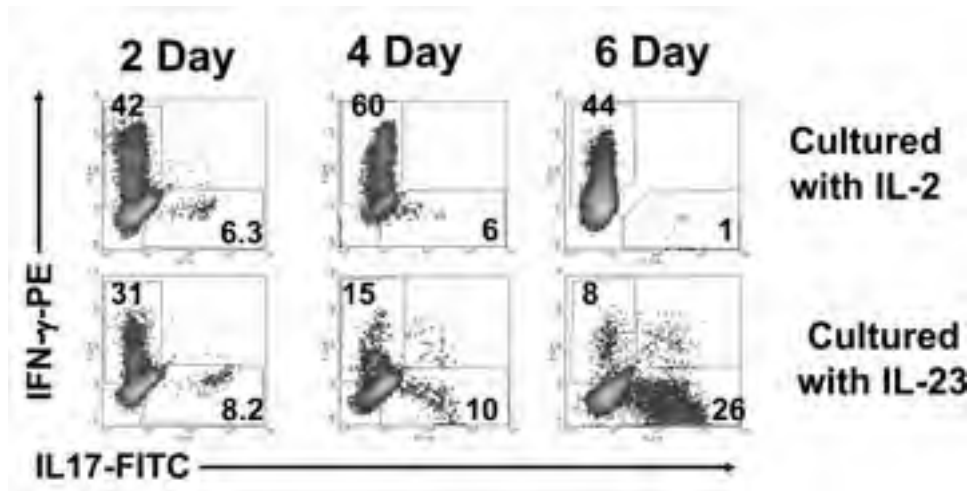 2 Day 4 Day 6 Day
42 60 44
Cultured
with IL-2
6.3 6 1
IFN-γ-PE
31 15 8
Cultured
with IL-23
8.2 10 26
IL17-FITC